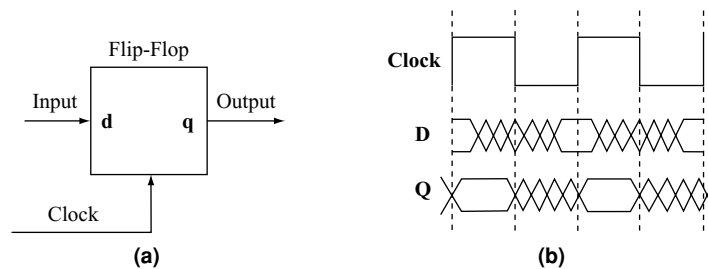 Flip-Flop
Input
d
q
Output
Clock
(a)
Clock
D
Q
(b)